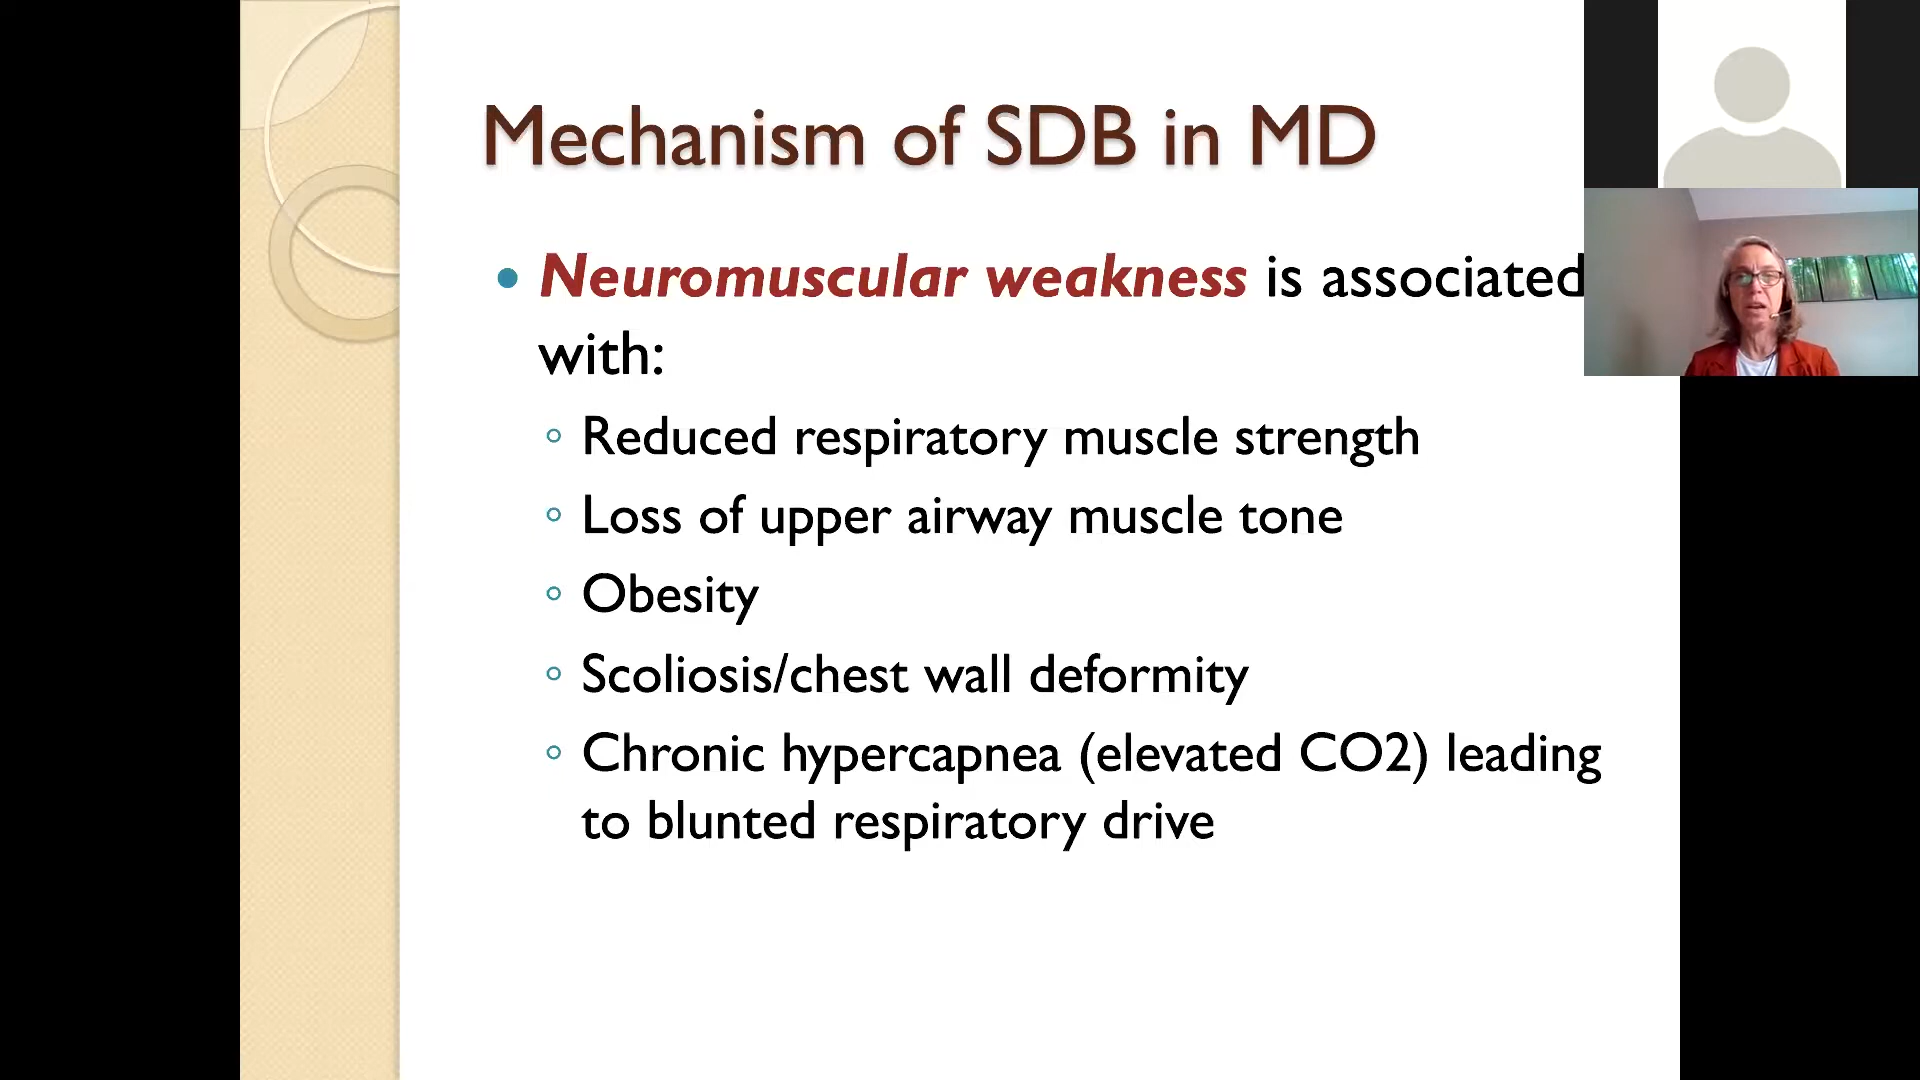 Mechanism of SDB in MD
• Neuromuscular weakness is associated
with:
◦ Reduced respiratory muscle strength
◦ Loss of upper airway muscle tone
◦ Obesity
◦ Scoliosis/chest wall deformity
◦ Chronic hypercapnea (elevated CO2) leading
to blunted respiratory drive